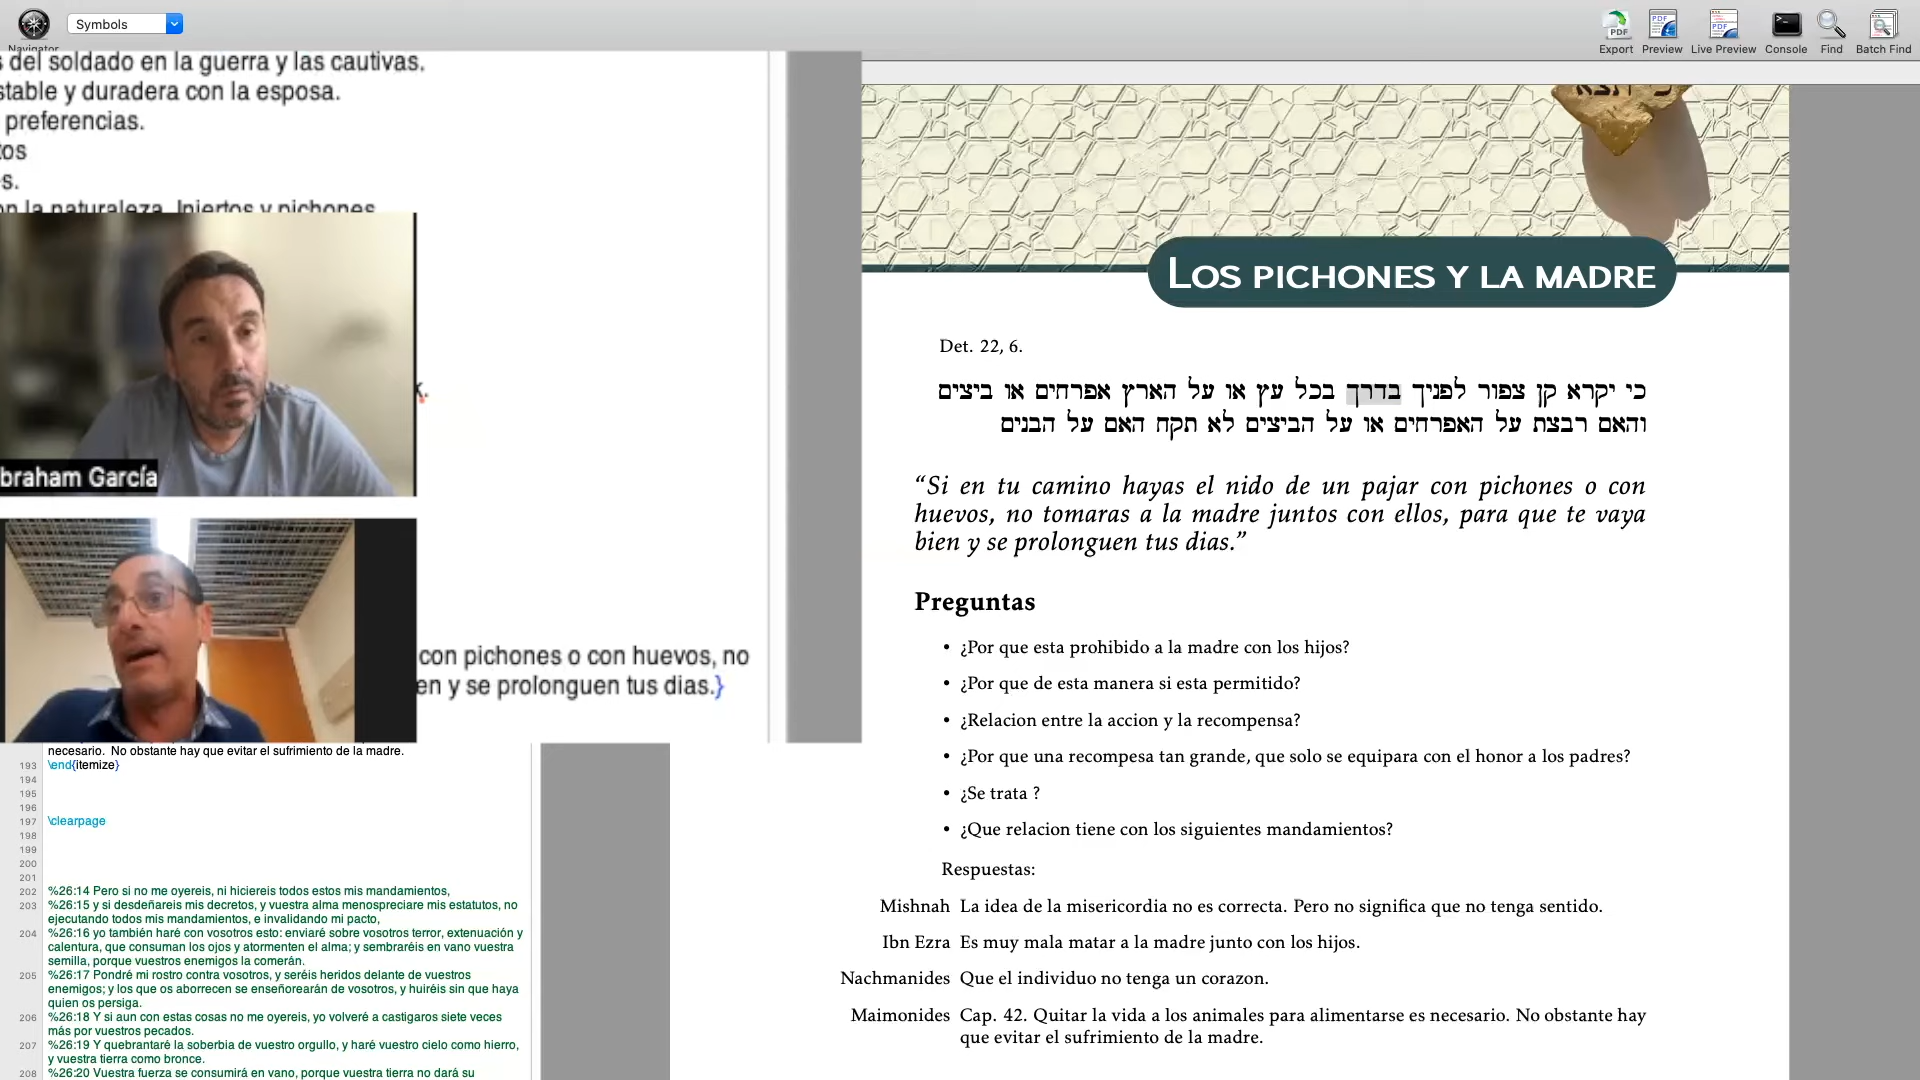 Symbols
Navigator
Export
Preview
Live Preview
Console
Find
Batch Find
del soldado en la guerra y las cautivas.
stable y duradera con la esposa.
preferencias.
tos
s.
on la naturaleza. Injertos y pichones
braham García
con pichones o con huevos, no
en y se prolonguen tus dias.}
necesario. No obstante hay que evitar el sufrimiento de la madre.
193 \end{itemize}
194
195
196
197 \clearpage
198
199
200
201
202 %26:14 Pero si no me oyereis, ni hiciereis todos estos mis mandamientos,
203 %26:15 y si desdeñareis mis decretos, y vuestra alma menospreciare mis estatutos, no
ejecutando todos mis mandamientos, e invalidando mi pacto,
204 %26:16 yo también haré con vosotros esto: enviaré sobre vosotros terror, extenuación y
calentura, que consuman los ojos y atormenten el alma; y sembraréis en vano vuestra
semilla, porque vuestros enemigos la comerán.
205 %26:17 Pondré mi rostro contra vosotros, y seréis heridos delante de vuestros
enemigos; y los que os aborrecen se enseñorearán de vosotros, y huiréis sin que haya
quien os persiga.
206 %26:18 Y si aun con estas cosas no me oyereis, yo volveré a castigaros siete veces
más por vuestros pecados.
207 %26:19 Y quebrantaré la soberbia de vuestro orgullo, y haré vuestro cielo como hierro,
y vuestra tierra como bronce.
208 %26:20 Vuestra fuerza se consumirá en vano, porque vuestra tierra no dará su
כי תצא
Los pichones y la madre
Det. 22, 6.
כי יקרא קן צפור לפניך בדרך בכל עץ או על הארץ אפרחים או ביצים
והאם רבצת על האפרחים או על הביצים לא תקח האם על הבנים
“Si en tu camino hayas el nido de un pajar con pichones o con
huevos, no tomaras a la madre juntos con ellos, para que te vaya
bien y se prolonguen tus dias.”
Preguntas
• ¿Por que esta prohibido a la madre con los hijos?
• ¿Por que de esta manera si esta permitido?
• ¿Relacion entre la accion y la recompensa?
• ¿Por que una recompesa tan grande, que solo se equipara con el honor a los padres?
• ¿Se trata ?
• ¿Que relacion tiene con los siguientes mandamientos?
Respuestas:
Mishnah La idea de la misericordia no es correcta. Pero no significa que no tenga sentido.
Ibn Ezra Es muy mala matar a la madre junto con los hijos.
Nachmanides Que el individuo no tenga un corazon.
Maimonides Cap. 42. Quitar la vida a los animales para alimentarse es necesario. No obstante hay
que evitar el sufrimiento de la madre.